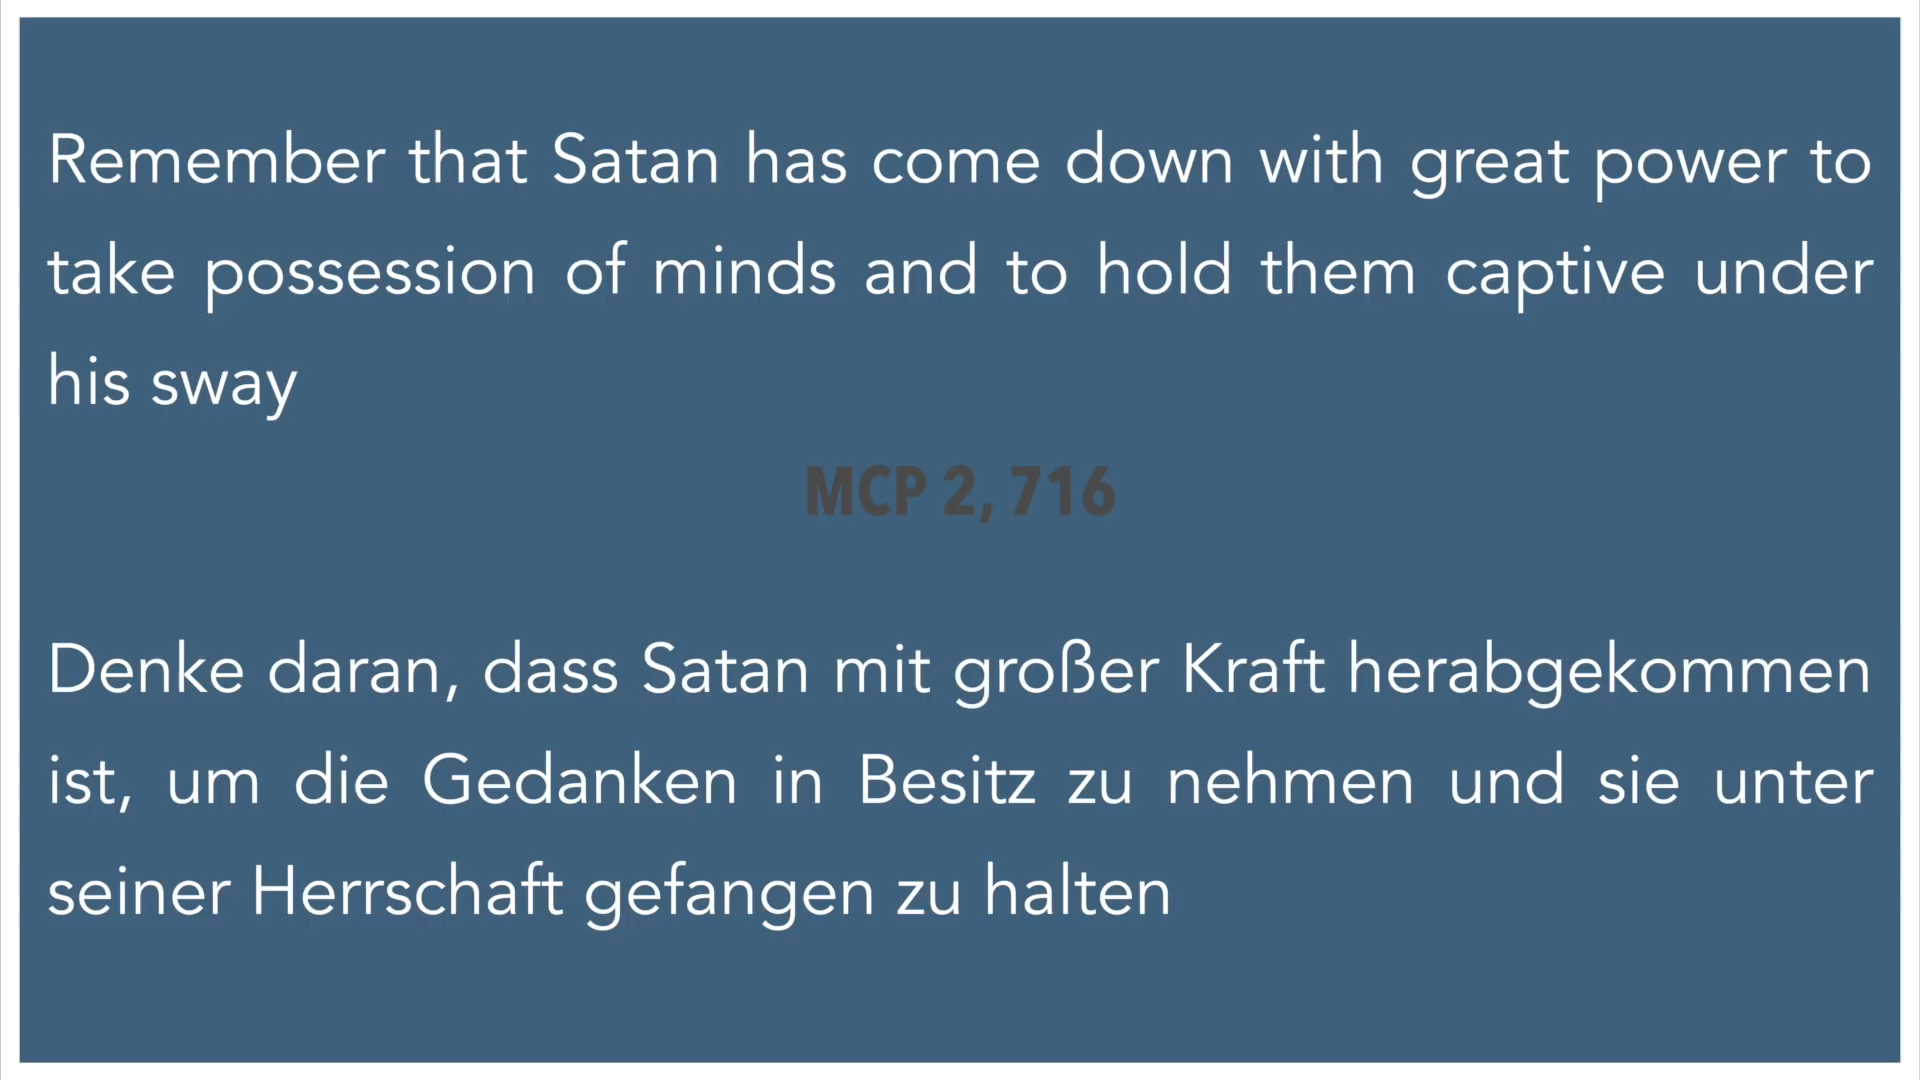 Remember that Satan has come down with great power to
take possession of minds and to hold them captive under
his sway
MCP 2, 716
Denke daran, dass Satan mit großer Kraft herabgekommen
ist, um die Gedanken in Besitz zu nehmen und sie unter
seiner Herrschaft gefangen zu halten